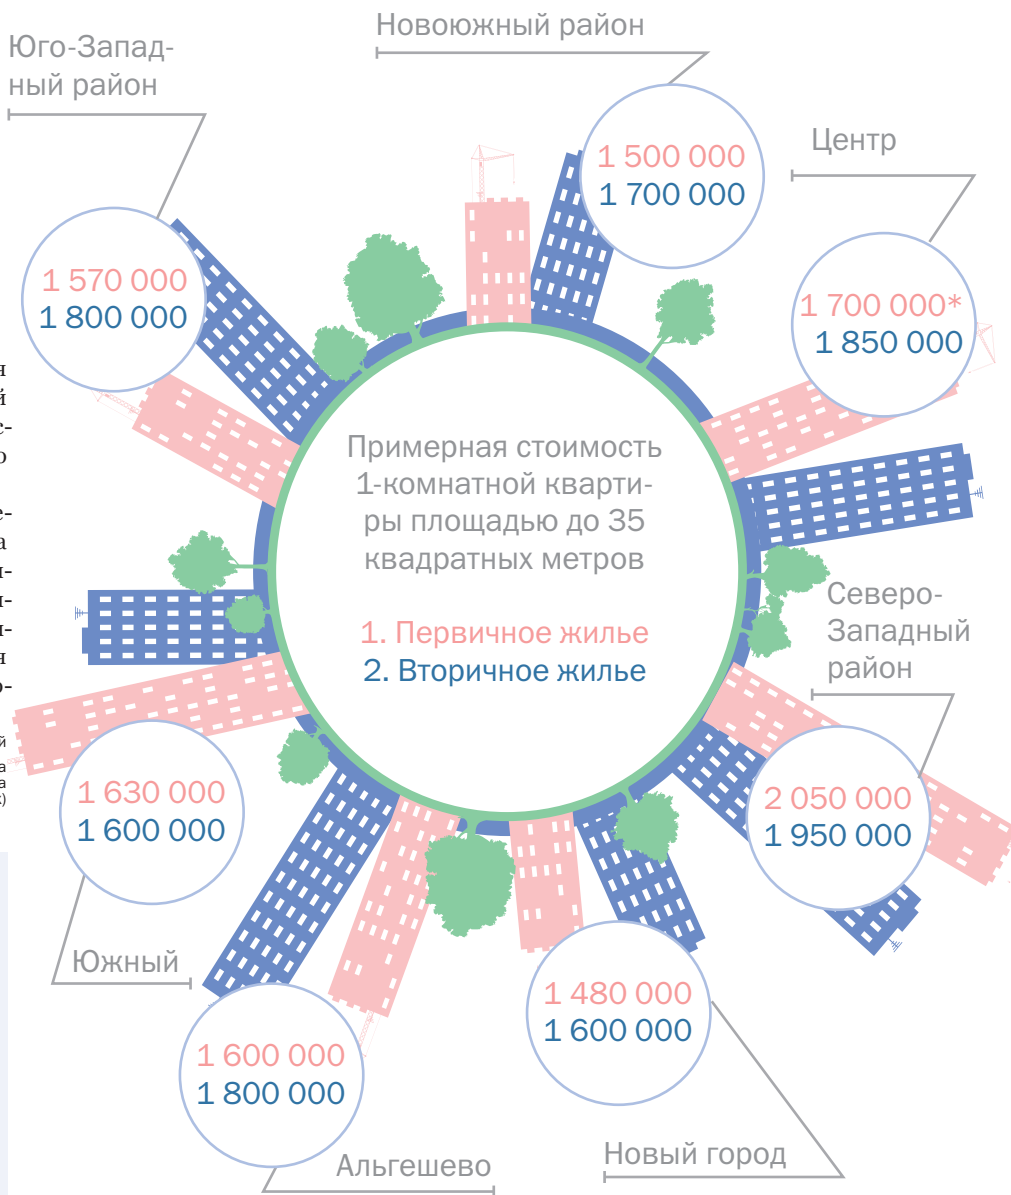 Новоюжный район
Юго-Запад-
ный район
Центр
1 500 000
1 700 000
1 570 000
1 800 000
1 700 000*
1 850 000
Примерная стоимость
1-комнатной кварти-
ры площадью до 35
квадратных метров
1. Первичное жилье
2. Вторичное жилье
Северо-
Западный
район
1 630 000
1 600 000
2 050 000
1 950 000
Южный
1 480 000
1 600 000
1 600 000
1 800 000
Альгешево
Новый город